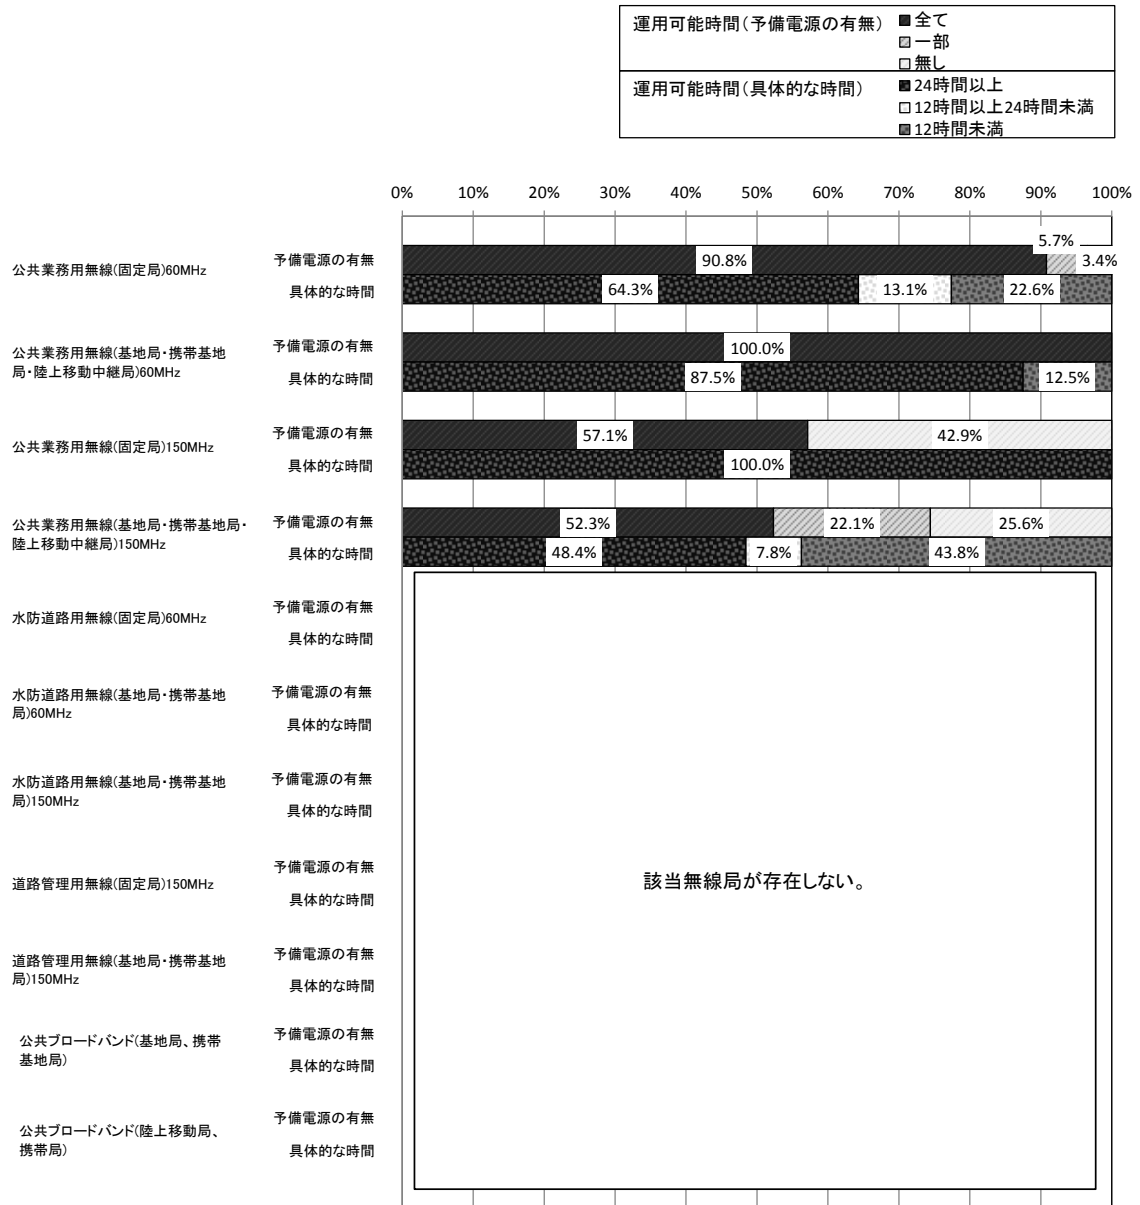 運用可能時間(予備電源の有無)
全て
一部
無し
運用可能時間(具体的な時間)
24時間以上
12時間以上24時間未満
12時間未満
0% 10% 20% 30% 40% 50% 60% 70% 80% 90% 100%
公共業務用無線(固定局)60MHz
予備電源の有無
90.8% 5.7% 3.4%
具体的な時間
64.3% 13.1% 22.6%
公共業務用無線(基地局・携帯基地
局・陸上移動中継局)60MHz
予備電源の有無
100.0%
具体的な時間
87.5% 12.5%
公共業務用無線(固定局)150MHz
予備電源の有無
57.1% 42.9%
具体的な時間
100.0%
公共業務用無線(基地局・携帯基地局・
陸上移動中継局)150MHz
予備電源の有無
52.3% 22.1% 25.6%
具体的な時間
48.4% 7.8% 43.8%
水防道路用無線(固定局)60MHz
予備電源の有無
具体的な時間
水防道路用無線(基地局・携帯基地
局)60MHz
予備電源の有無
具体的な時間
水防道路用無線(基地局・携帯基地
局)150MHz
予備電源の有無
具体的な時間
道路管理用無線(固定局)150MHz
予備電源の有無
具体的な時間
該当無線局が存在しない。
道路管理用無線(基地局・携帯基地
局)150MHz
予備電源の有無
具体的な時間
公共ブロードバンド(基地局、携帯
基地局)
予備電源の有無
具体的な時間
公共ブロードバンド(陸上移動局、
携帯局)
予備電源の有無
具体的な時間